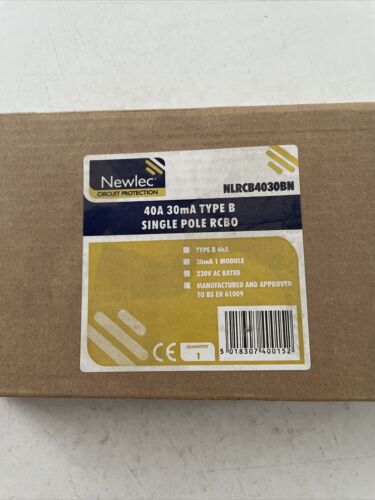 Newlec
CIRCUIT PROTECTION
NLRCB4030BN
40A 30mA TYPE B
SINGLE POLE RCBO
TYPE B 6kA
30mA 1 MODULE
230V AC RATED
MANUFACTURED AND APPROVED
TO BS EN 61009
CE
QUANTITY
1
5 018307 400152